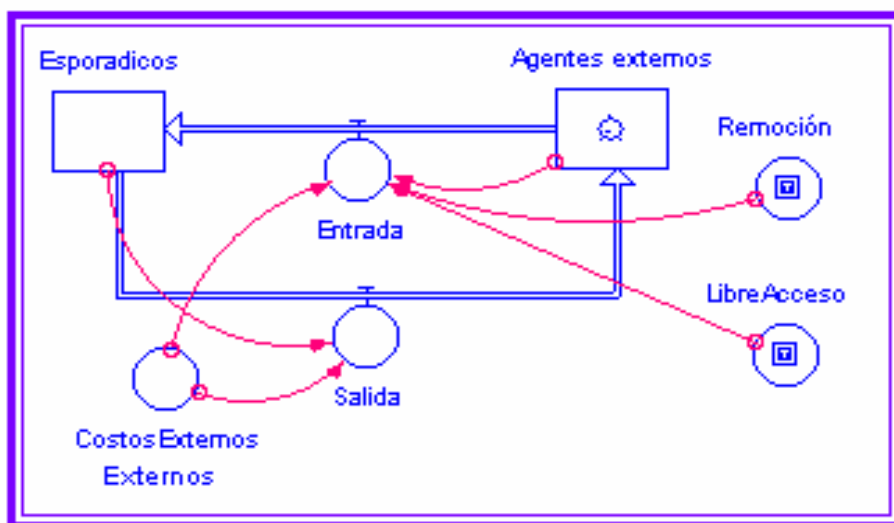 Esporadicos
Agentes externos
Remoción
Entrada
LibreAcceso
Salida
CostosExternos
Externos